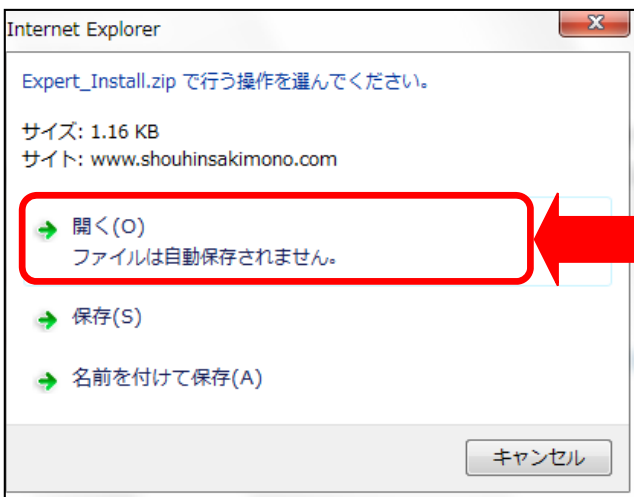 Internet Explorer
Expert_Install.zip で行う操作を選んでください。
サイズ: 1.16 KB
サイト: www.shouhinsakimono.com
開く(O)
ファイルは自動保存されません。
保存(S)
名前を付けて保存(A)
キャンセル